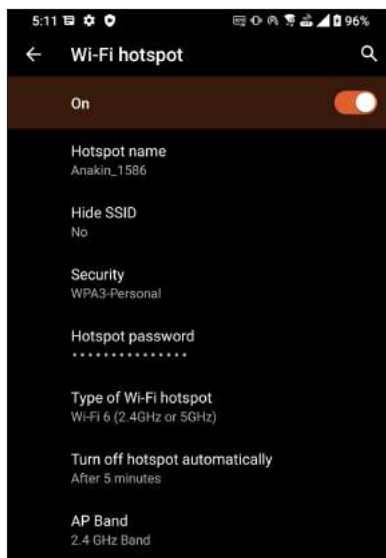 5:11 96%
Wi-Fi hotspot
On
Hotspot name
Anakin_1586
Hide SSID
No
Security
WPA3-Personal
Hotspot password
***************
Type of Wi-Fi hotspot
Wi-Fi 6 (2.4GHz or 5GHz)
Turn off hotspot automatically
After 5 minutes
AP Band
2.4 GHz Band